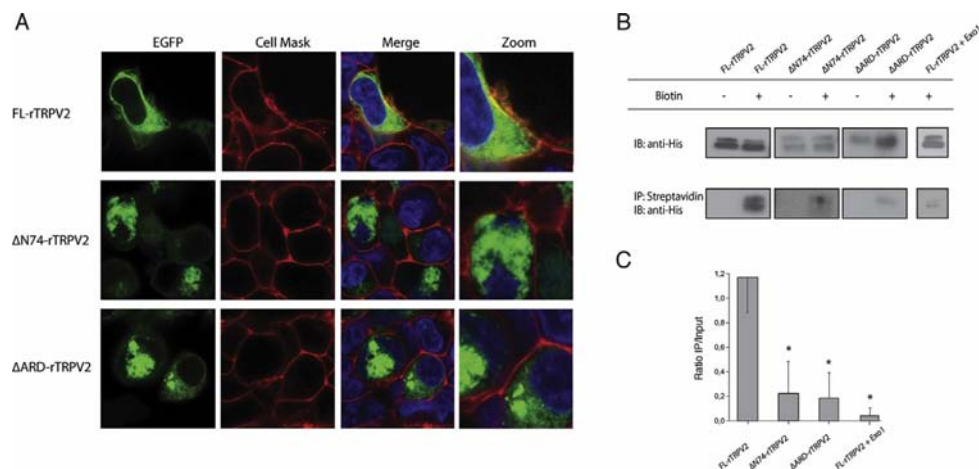 A
EGFP
Cell Mask
Merge
Zoom
FL-rTRPV2
ΔN74-rTRPV2
ΔARD-rTRPV2
B
FL-rTRPV2
FL-rTRPV2
ΔN74-rTRPV2
ΔN74-rTRPV2
ΔARD-rTRPV2
ΔARD-rTRPV2
FL-rTRPV2 + Exo1
Biotin - + - + - + +
IB: anti-His
IP: Streptavidin
IB: anti-His
C
Ratio IP/Input
1,2
1,0
0,8
0,6
0,4
0,2
0,0
* * *
FL-rTRPV2
ΔN74-rTRPV2
ΔARD-rTRPV2
FL-rTRPV2 + Exo1